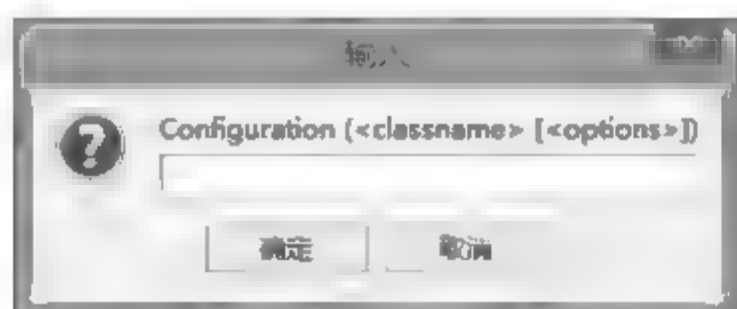 输入
Configuration (<classname> [<options>])
确定
取消